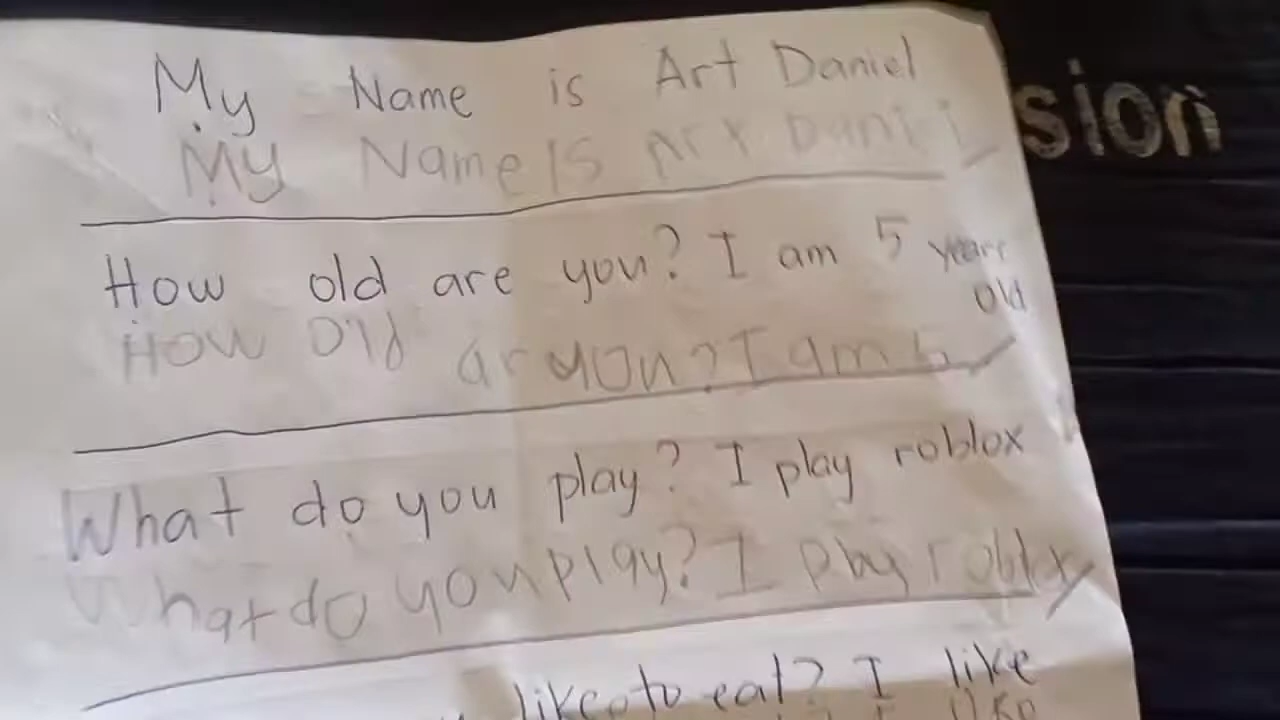 My Name is Art Daniel
My Name IS Art Daniel
sion
How old are you? I am 5 years old
How Old ar you? I am 5
What do you play? I play roblox
What do you play? I play roblox
like to eat? I like